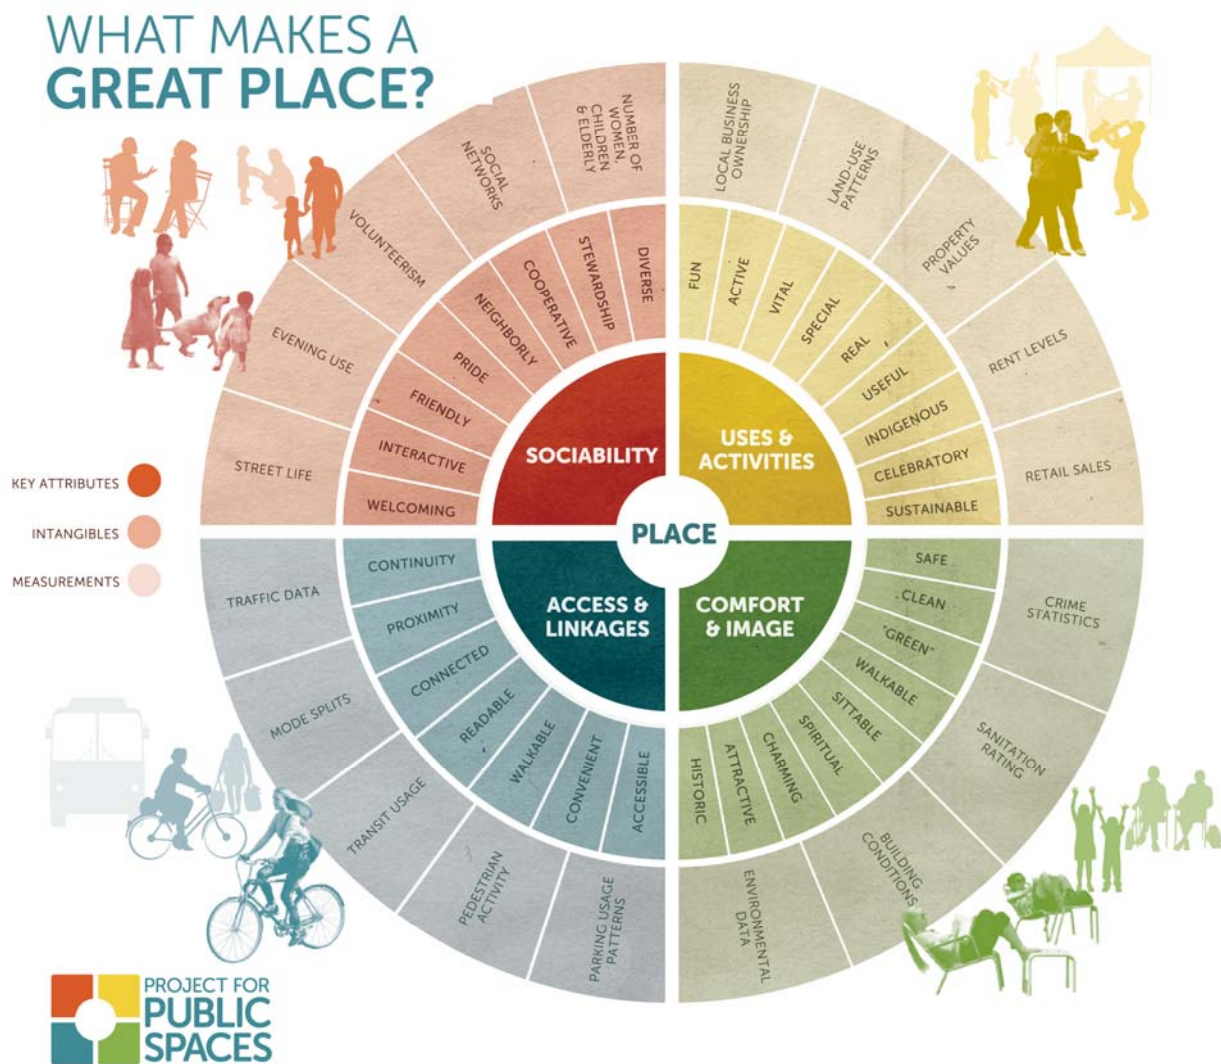 WHAT MAKES A
GREAT PLACE?
KEY ATTRIBUTES
INTANGIBLES
MEASUREMENTS
PLACE
SOCIABILITY
USES &
ACTIVITIES
ACCESS &
LINKAGES
COMFORT
& IMAGE
WELCOMING
INTERACTIVE
FRIENDLY
PRIDE
NEIGHBORLY
COOPERATIVE
STEWARDSHIP
DIVERSE
FUN
ACTIVE
VITAL
SPECIAL
REAL
USEFUL
INDIGENOUS
CELEBRATORY
SUSTAINABLE
SAFE
CLEAN
"GREEN"
WALKABLE
SITTABLE
SPIRITUAL
CHARMING
ATTRACTIVE
HISTORIC
ACCESSIBLE
CONVENIENT
WALKABLE
READABLE
CONNECTED
PROXIMITY
CONTINUITY
STREET LIFE
EVENING USE
VOLUNTEERISM
SOCIAL
NETWORKS
NUMBER OF
WOMEN,
CHILDREN
& ELDERLY
LOCAL BUSINESS
OWNERSHIP
LAND-USE
PATTERNS
PROPERTY
VALUES
RENT LEVELS
RETAIL SALES
CRIME
STATISTICS
SANITATION
RATING
BUILDING
CONDITIONS
ENVIRONMENTAL
DATA
PARKING USAGE
PATTERNS
PEDESTRIAN
ACTIVITY
TRANSIT USAGE
MODE SPLITS
TRAFFIC DATA
PROJECT FOR
PUBLIC
SPACES